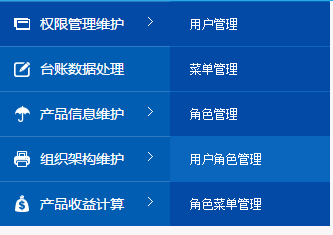 权限管理维护
台账数据处理
产品信息维护
组织架构维护
产品收益计算
用户管理
菜单管理
角色管理
用户角色管理
角色菜单管理